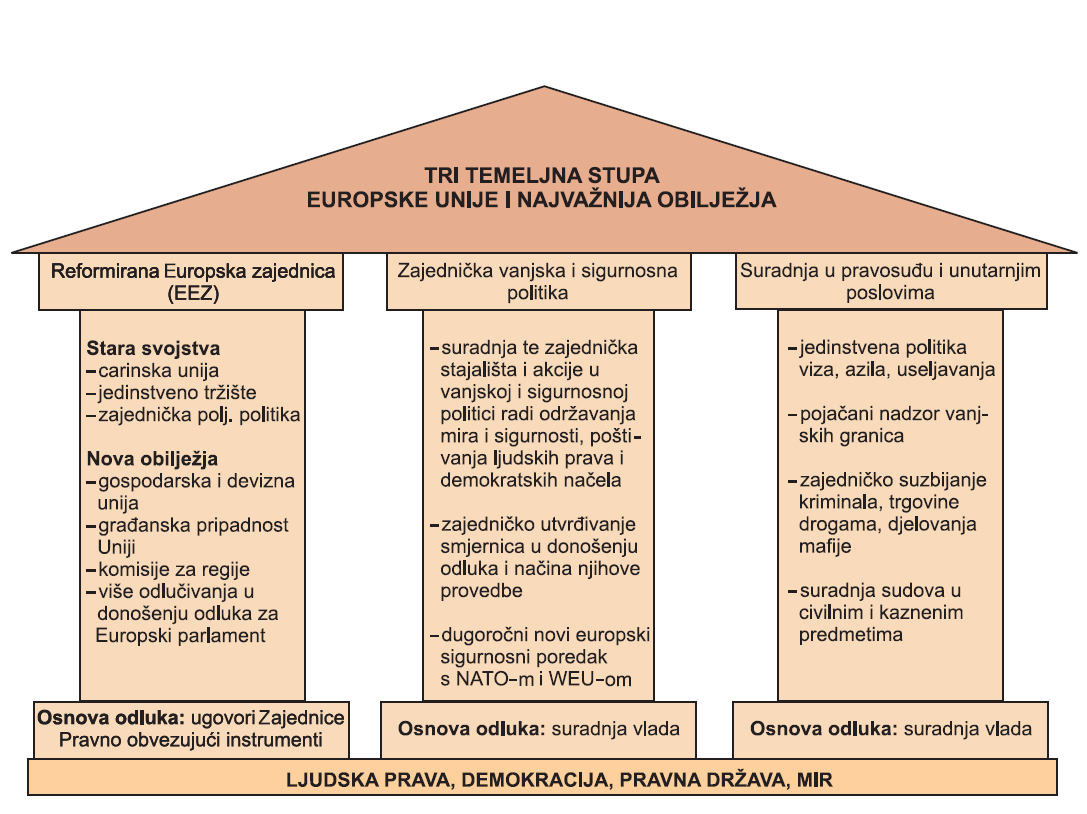 TRI TEMELJNA STUPA
EUROPSKE UNIJE I NAJVAŽNIJA OBILJEŽJA
Reformirana Europska zajednica
(EEZ)
Stara svojstva
–carinska unija
–jedinstveno tržište
–zajednička polj. politika
Nova obilježja
–gospodarska i devizna
unija
–građanska pripadnost
Uniji
–komisije za regije
–više odlučivanja u
donošenju odluka za
Europski parlament
Osnova odluka: ugovori Zajednice
Pravno obvezujući instrumenti
Zajednička vanjska i sigurnosna
politika
–suradnja te zajednička
stajališta i akcije u
vanjskoj i sigurnosnoj
politici radi održavanja
mira i sigurnosti, pošti-
vanja ljudskih prava i
demokratskih načela
–zajedničko utvrđivanje
smjernica u donošenju
odluka i načina njihove
provedbe
–dugoročni novi europski
sigurnosni poredak
s NATO–m i WEU–om
Osnova odluka: suradnja vlada
Suradnja u pravosuđu i unutarnjim
poslovima
–jedinstvena politika
viza, azila, useljavanja
–pojačani nadzor vanj-
skih granica
–zajedničko suzbijanje
kriminala, trgovine
drogama, djelovanja
mafije
–suradnja sudova u
civilnim i kaznenim
predmetima
Osnova odluka: suradnja vlada
LJUDSKA PRAVA, DEMOKRACIJA, PRAVNA DRŽAVA, MIR